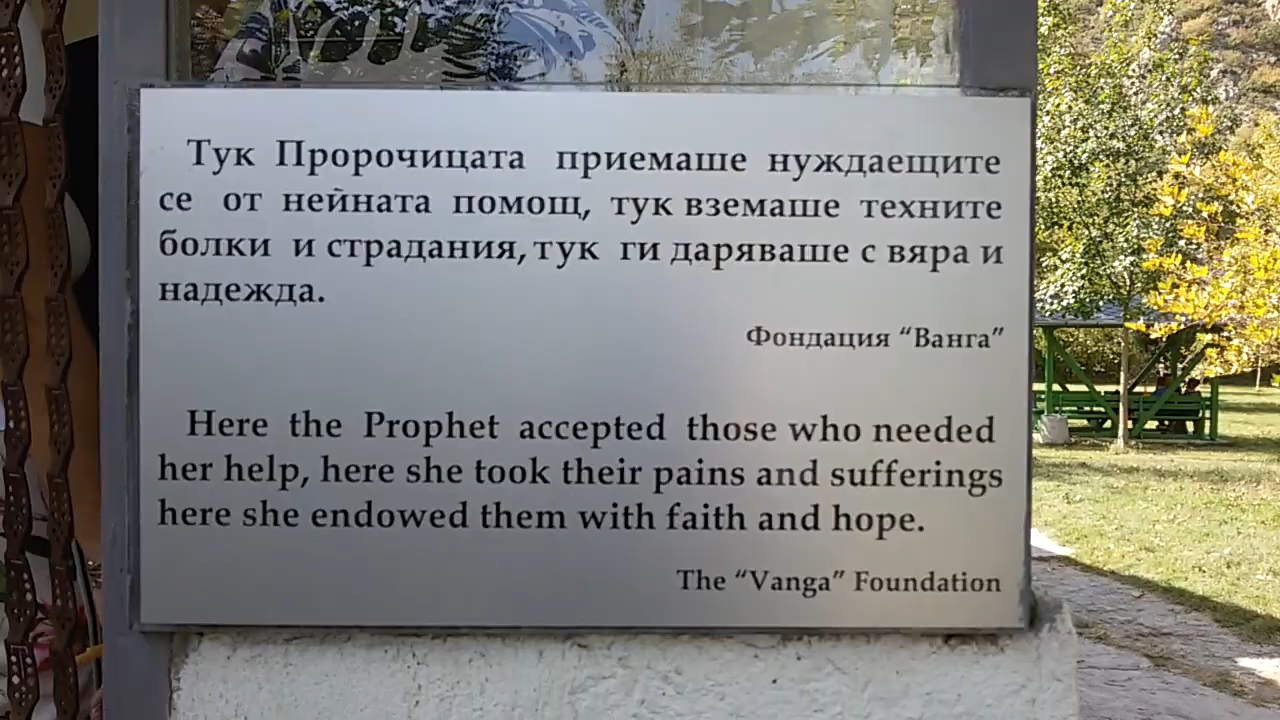 Тук Пророчицата приемаше нуждаещите
се от нейната помощ, тук вземаше техните
болки и страдания, тук ги даряваше с вяра и
надежда.
Фондация “Ванга”
Here the Prophet accepted those who needed
her help, here she took their pains and sufferings
here she endowed them with faith and hope.
The “Vanga” Foundation